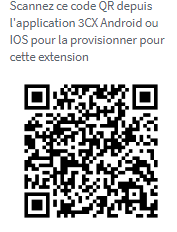 Scannez ce code QR depuis
l'application 3CX Android ou
IOS pour la provisionner pour
cette extension